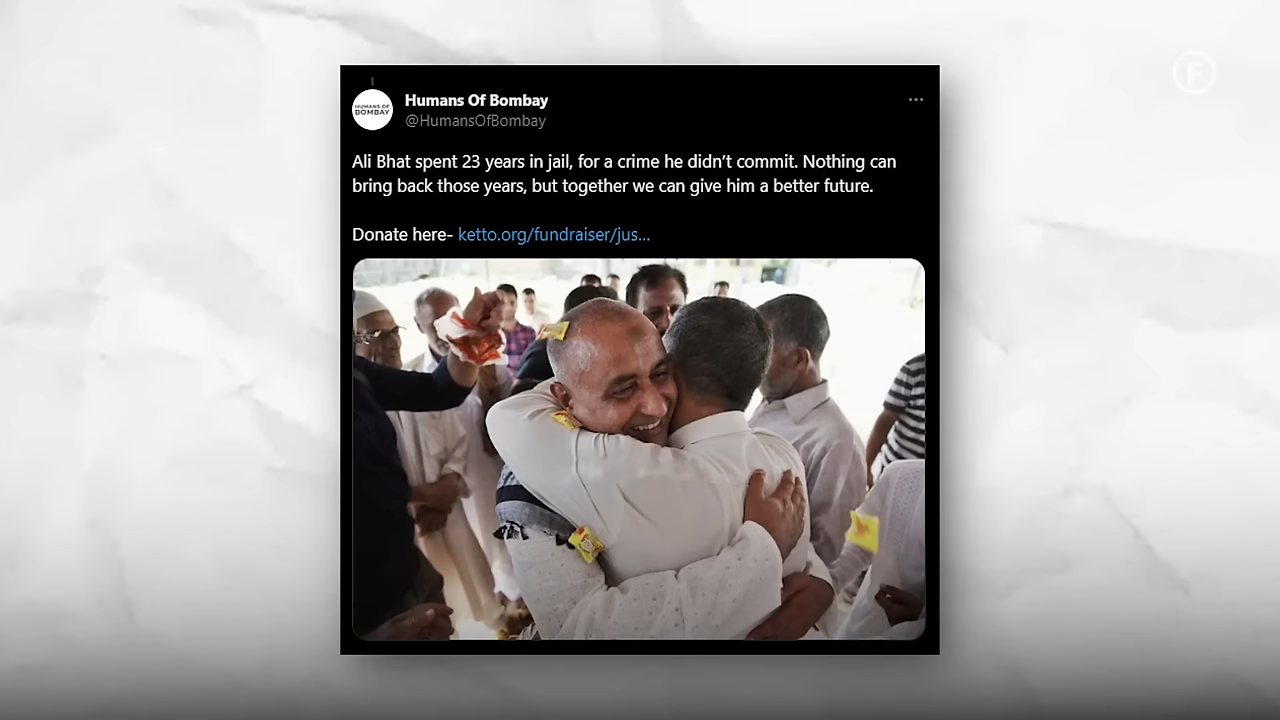 F
HUMANS OF
BOMBAY
Humans Of Bombay
@HumansOfBombay
Ali Bhat spent 23 years in jail, for a crime he didn't commit. Nothing can
bring back those years, but together we can give him a better future.
Donate here- ketto.org/fundraiser/jus...